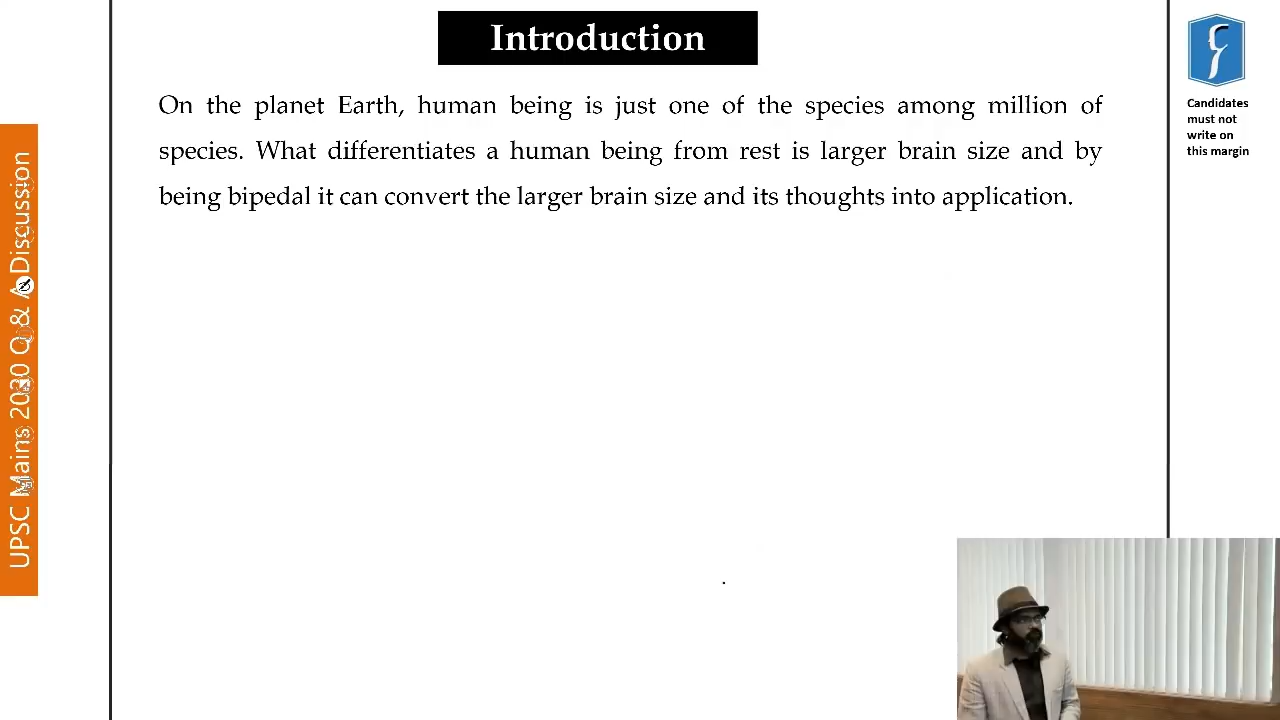 Introduction
On the planet Earth, human being is just one of the species among million of
species. What differentiates a human being from rest is larger brain size and by
being bipedal it can convert the larger brain size and its thoughts into application.
Candidates
must not
write on
this margin
UPSC Mains 2020 Q & A Discussion